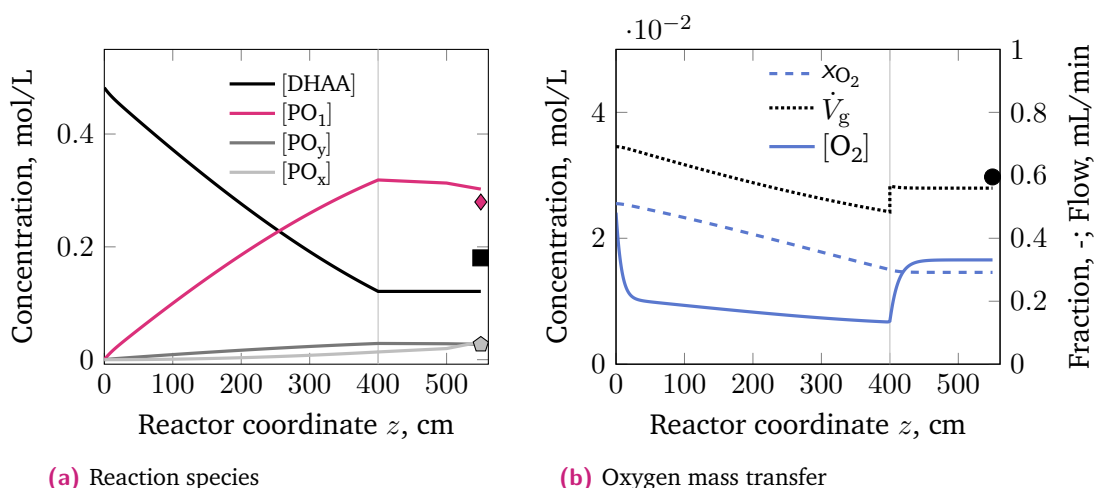 Concentration, mol/L
0.4
0.2
0
[DHAA]
[PO₁]
[PO_y]
[PO_x]
0 100 200 300 400 500
Reactor coordinate z, cm
(a) Reaction species
·10⁻²
Concentration, mol/L
4
2
0
x_O₂
V̇_g
[O₂]
1
0.8
0.6
0.4
0.2
0
Fraction, -; Flow, mL/min
0 100 200 300 400 500
Reactor coordinate z, cm
(b) Oxygen mass transfer